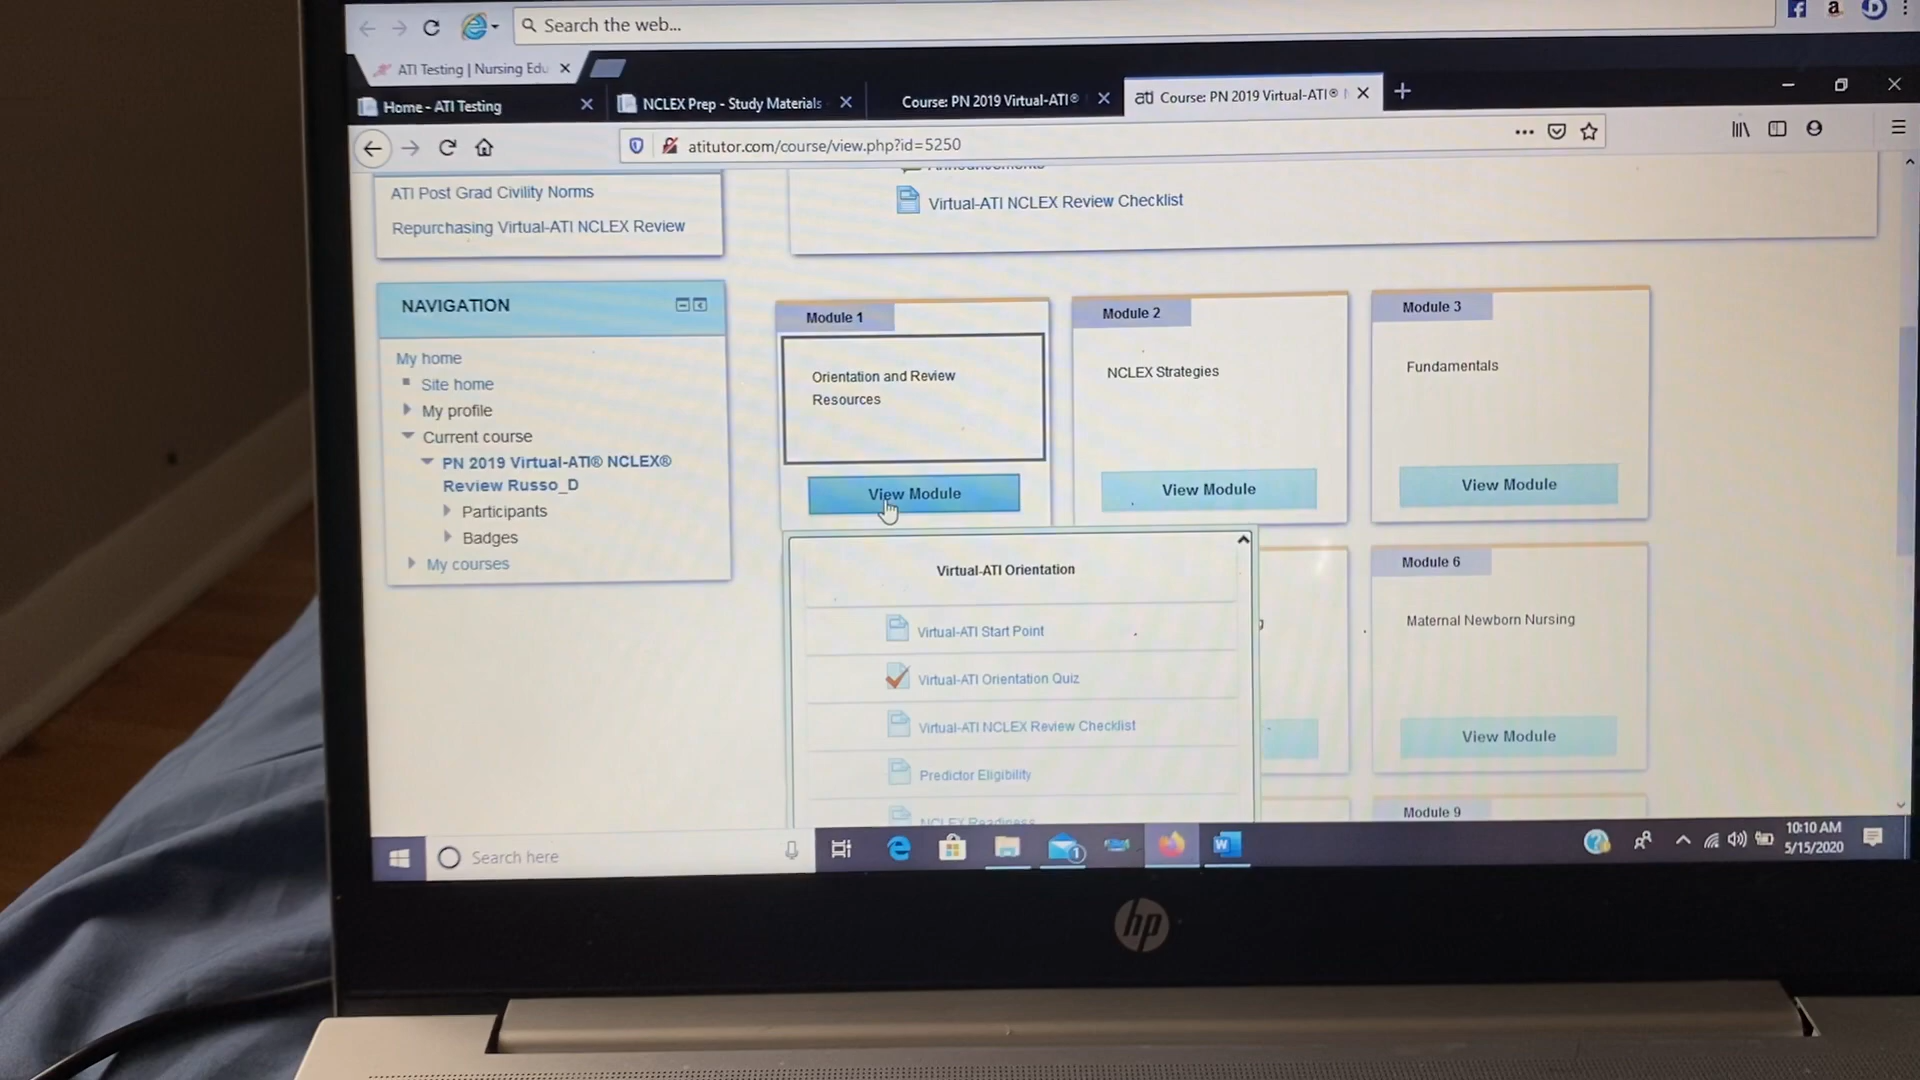 Search the web...
ATI Testing | Nursing Edu
Home - ATI Testing
NCLEX Prep - Study Materials
Course: PN 2019 Virtual-ATI®
ati Course: PN 2019 Virtual-ATI®
atitutor.com/course/view.php?id=5250
ATI Post Grad Civility Norms
Repurchasing Virtual-ATI NCLEX Review
Announcements
Virtual-ATI NCLEX Review Checklist
NAVIGATION
My home
Site home
My profile
Current course
PN 2019 Virtual-ATI® NCLEX®
Review Russo_D
Participants
Badges
My courses
Module 1
Orientation and Review
Resources
View Module
Module 2
NCLEX Strategies
View Module
Module 3
Fundamentals
View Module
Virtual-ATI Orientation
Virtual-ATI Start Point
Virtual-ATI Orientation Quiz
Virtual-ATI NCLEX Review Checklist
Predictor Eligibility
NCLEX Readiness
Module 6
Maternal Newborn Nursing
View Module
Module 9
Search here
1
10:10 AM
5/15/2020
hp